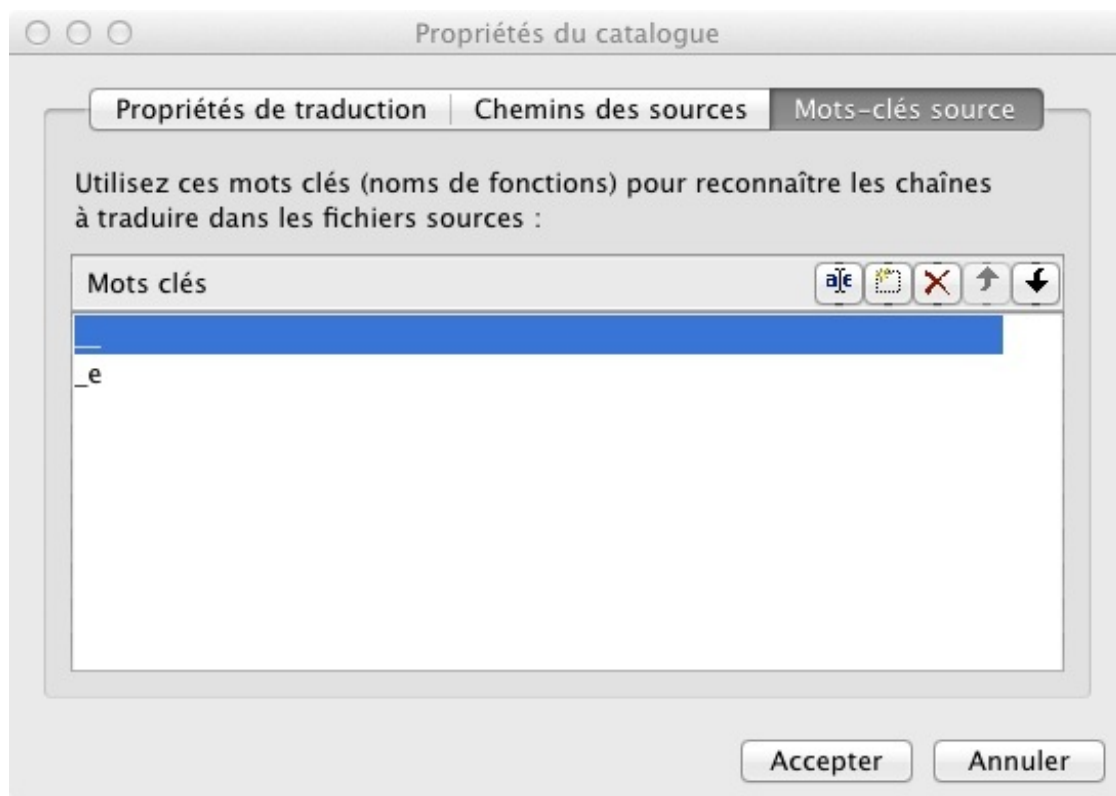 Propriétés du catalogue
Propriétés de traduction Chemins des sources Mots-clés source
Utilisez ces mots clés (noms de fonctions) pour reconnaître les chaînes
à traduire dans les fichiers sources :
Mots clés
__
_e
Accepter Annuler